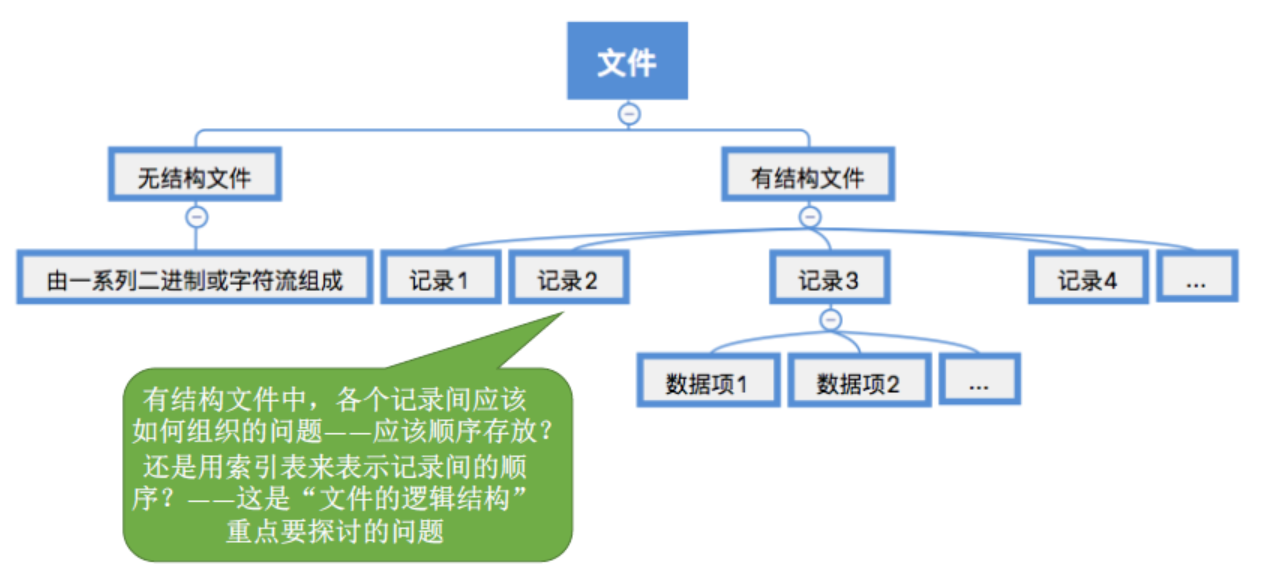 文件
无结构文件
有结构文件
由一系列二进制或字符流组成
记录1
记录2
记录3
记录4
...
数据项1
数据项2
...
有结构文件中，各个记录间应该
如何组织的问题——应该顺序存放？
还是用索引表来表示记录间的顺
序？——这是“文件的逻辑结构”
重点要探讨的问题